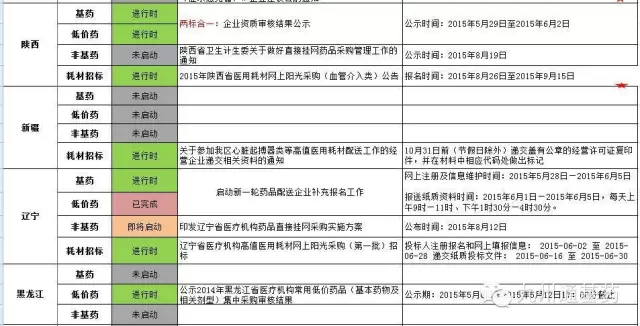 陕西
基药 进行时 两标合一：企业资质审核结果公示 公示时间：2015年5月29日至2015年6月2日
低价药 进行时
非基药 未启动 陕西省卫生计生委关于做好直接挂网药品采购管理工作的
通知 公示时间：2015年8月19日
耗材招标 进行时 2015年陕西省医用耗材网上阳光采购（血管介入类）公告 报名时间：2015年8月26日至2015年9月15日
新疆
基药 未启动
低价药 未启动
非基药 未启动
耗材招标 进行时 关于参加我区心脏起搏器类等高值医用耗材配送工作的经
营企业递交相关资料的通知 10月31日前（节假日除外）递交盖有公章的经营许可证复印
件，并在材料中相应代码处做出标记
辽宁
基药 进行时 启动新一轮药品配送企业补充报名工作 网上注册及信息维护时间：2015年5月28日—2015年6月5日
低价药 已完成 报送纸质资料时间：2015年6月1日—2015年6月5日，每天上
午9时—11时、下午1时30分—4时30分。
非基药 即将启动 印发辽宁省医疗机构药品直接挂网采购实施方案 公布时间：2015年8月12日
耗材招标 进行时 辽宁省医疗机构高值医用耗材网上阳光采购（第一批）招
标 投标人注册报名和网上填报信息： 2015-06-02 至 2015-
06-28 递交纸质投标文件： 2015-06-16 至 2015-06-30
黑龙江
基药 未启动
低价药 进行时 公示2014年黑龙江省医疗机构常用低价药品（基本药物及
相关剂型）集中采购审核结果 公示期：2015年5月
非基药 未启动